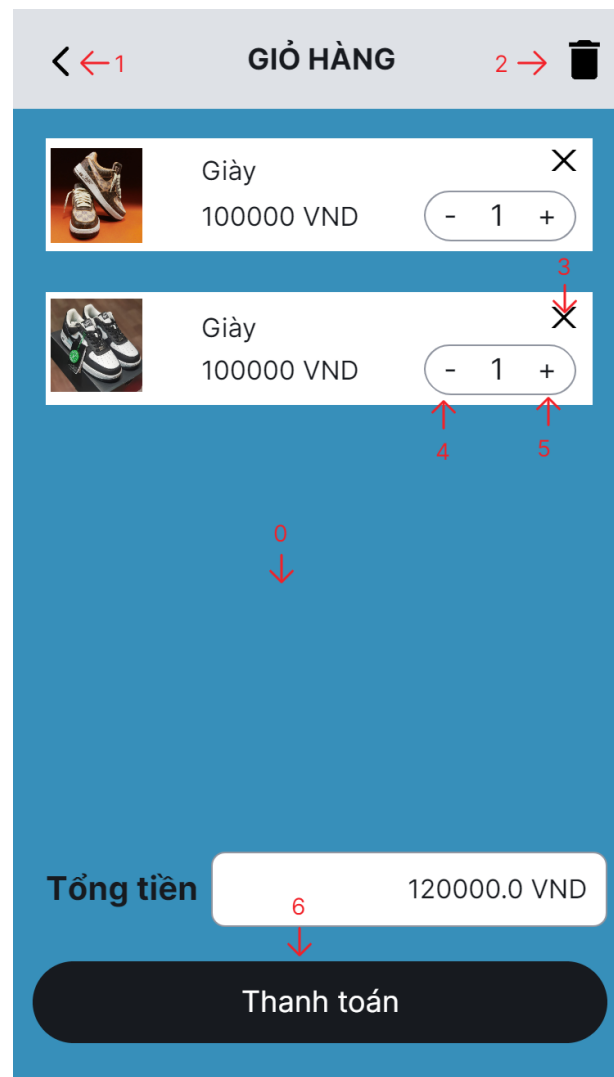 1 GIỎ HÀNG 2
Giày
100000 VND - 1 +
3
Giày
100000 VND - 1 +
4 5
0
Tổng tiền 120000.0 VND
6
Thanh toán